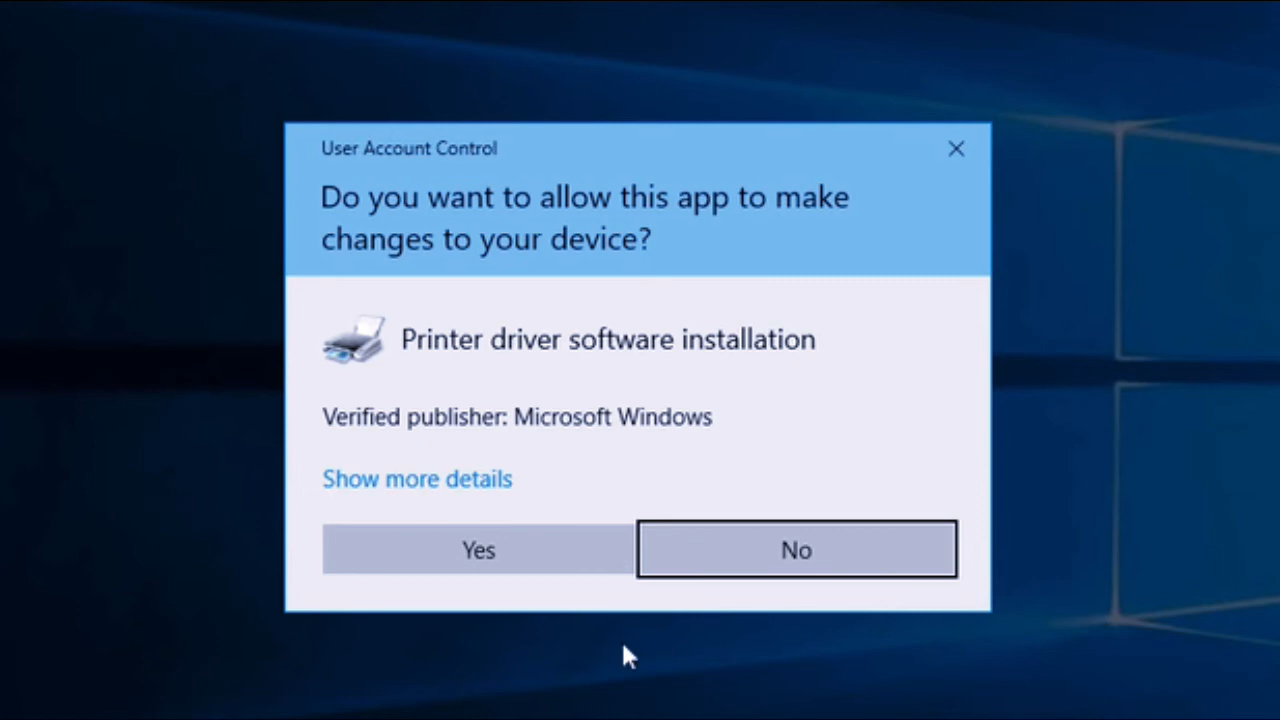 User Account Control
Do you want to allow this app to make
changes to your device?
Printer driver software installation
Verified publisher: Microsoft Windows
Show more details
Yes
No